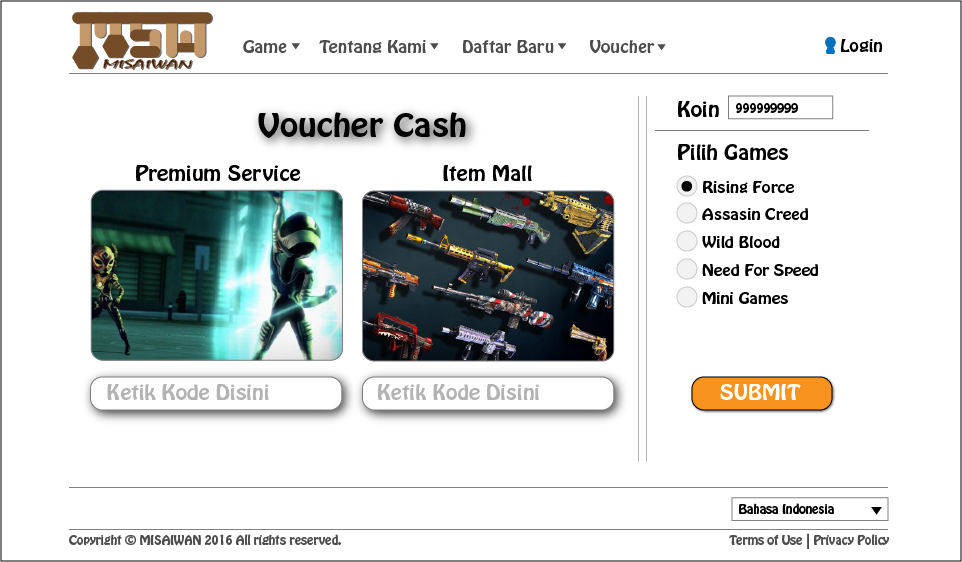 MSW
MISAIWAN
Game Tentang Kami Daftar Baru Voucher Login
Voucher Cash
Premium Service Item Mall
Ketik Kode Disini Ketik Kode Disini
Koin 999999999
Pilih Games
Rising Force
Assasin Creed
Wild Blood
Need For Speed
Mini Games
SUBMIT
Bahasa Indonesia
Copyright © MISAIWAN 2016 All rights reserved. Terms of Use | Privacy Policy